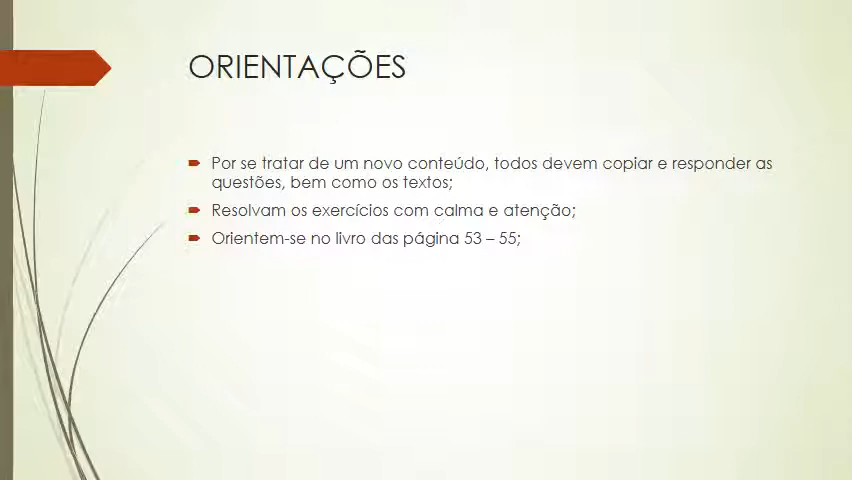 ORIENTAÇÕES
Por se tratar de um novo conteúdo, todos devem copiar e responder as
questões, bem como os textos;
Resolvam os exercícios com calma e atenção;
Orientem-se no livro das página 53 – 55;